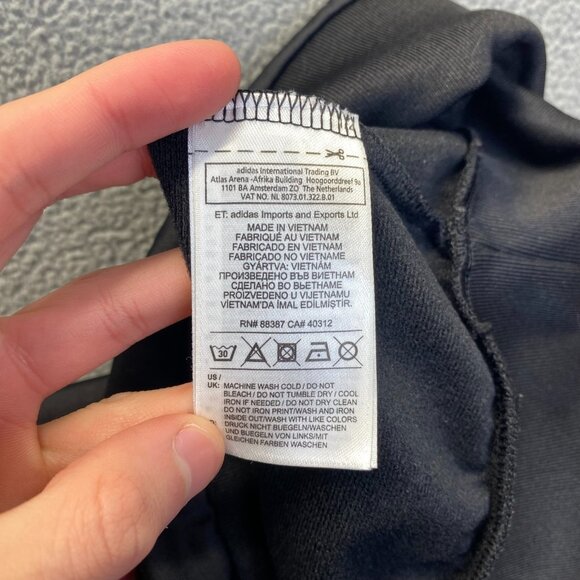 adidas International Trading BV
Atlas Arena -Afrika Building Hoogoorddreef 9a
1101 BA Amsterdam ZO The Netherlands
VAT NO. NL 8073.01.322.B.01
ET: adidas Imports and Exports Ltd
MADE IN VIETNAM
FABRIQUÉ AU VIETNAM
FABRICADO EN VIETNAM
FABRICADO NO VIETNAME
GYÁRTVA: VIETNÁM
ПРОИЗВЕДЕНО ВЪВ ВИЕТНАМ
СДЕЛАНО ВО ВЬЕТНАМЕ
PROIZVEDENO U VIJETNAMU
VİETNAM'DA İMAL EDİLMİŞTİR.
RN# 88387 CA# 40312
30
US /
UK: MACHINE WASH COLD / DO NOT
BLEACH / DO NOT TUMBLE DRY / COOL
IRON IF NEEDED / DO NOT DRY CLEAN
DO NOT IRON PRINT/WASH AND IRON
INSIDE OUT/WASH WITH LIKE COLORS
DRUCK NICHT BUEGELN/WASCHEN
UND BUEGELN VON LINKS/MIT
GLEICHEN FARBEN WASCHEN